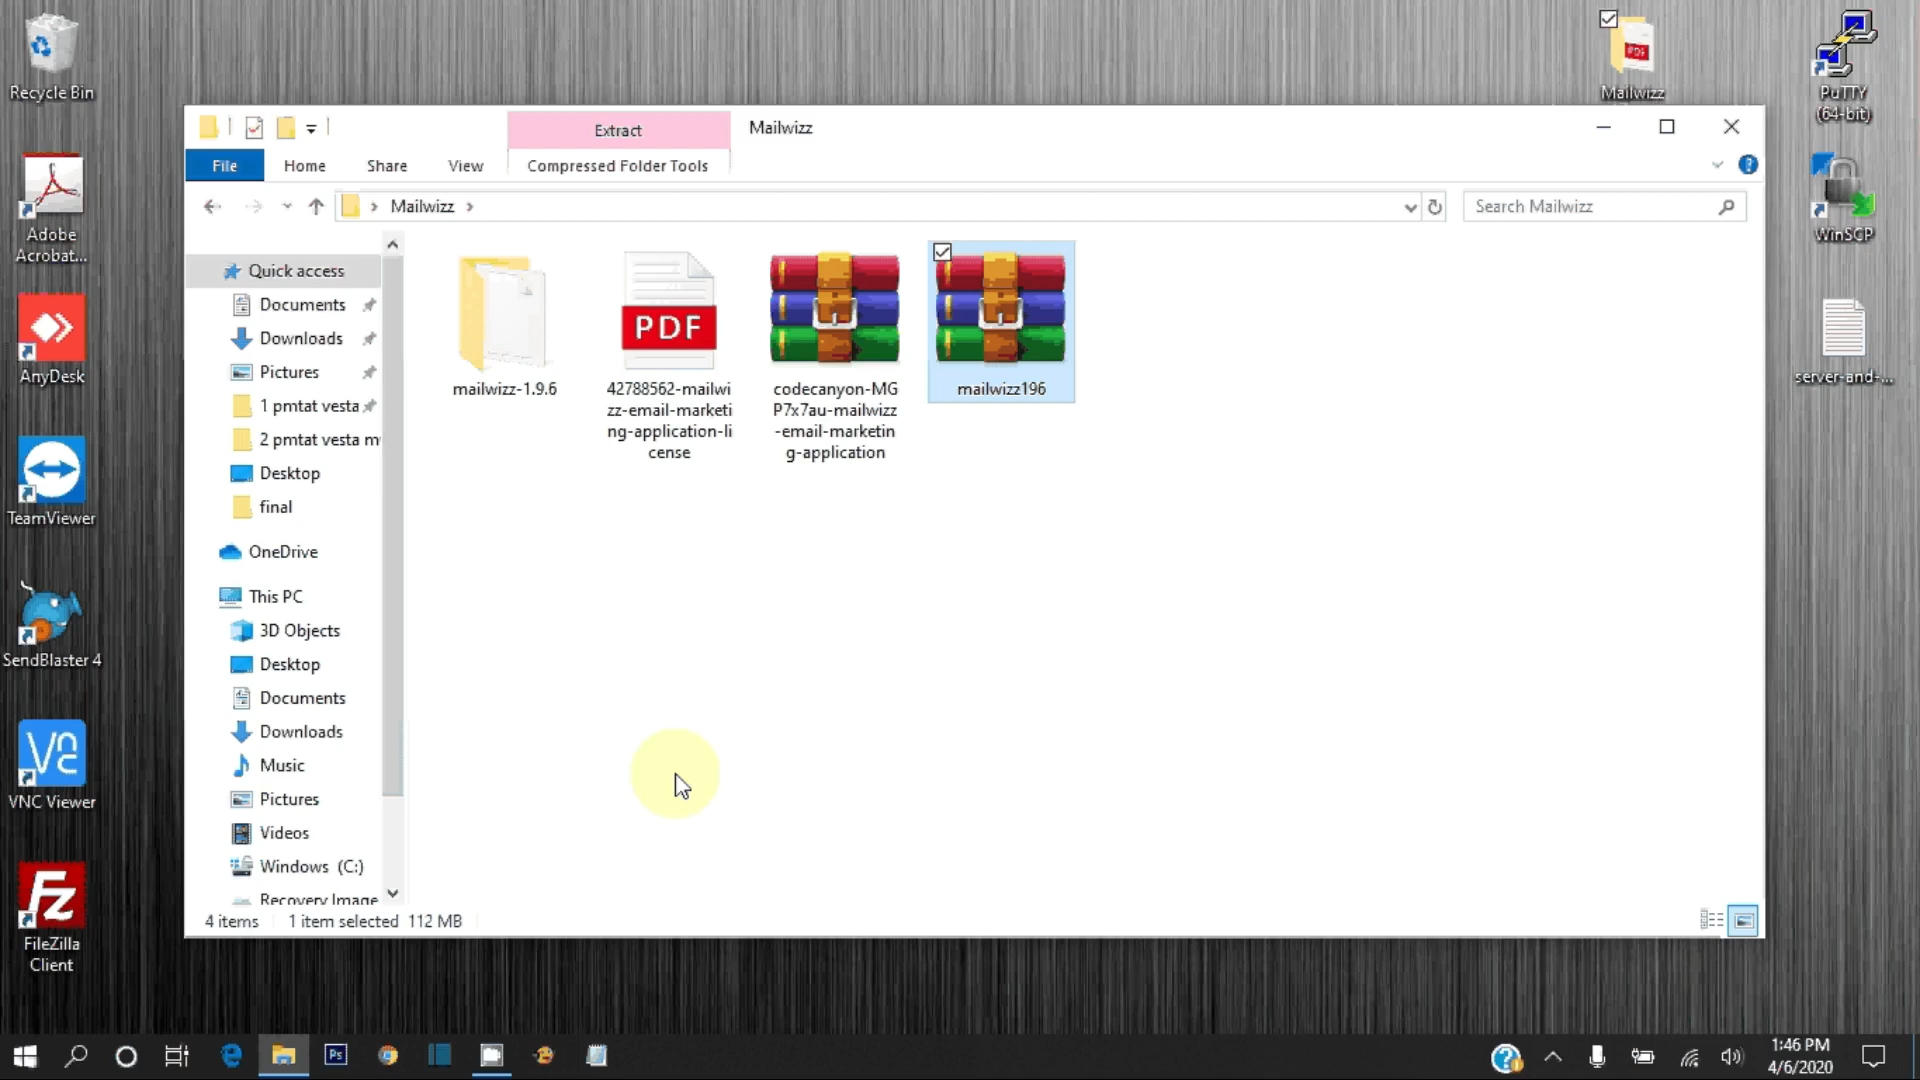 Recycle Bin
Mailwizz
PuTTY
(64-bit)
Extract
Mailwizz
File
Home
Share
View
Compressed Folder Tools
Adobe
Acrobat...
Mailwizz
Search Mailwizz
WinSCP
Quick access
Documents
Downloads
Pictures
1 pmtat vesta
2 pmtat vesta m
Desktop
final
OneDrive
This PC
3D Objects
Desktop
Documents
Downloads
Music
Pictures
Videos
Windows (C:)
Recovery Image
PDF
mailwizz-1.9.6
42788562-mailwi
zz-email-marketi
ng-application-li
cense
codecanyon-MG
P7x7au-mailwizz
-email-marketin
g-application
mailwizz196
AnyDesk
server-and-...
TeamViewer
SendBlaster 4
VNC Viewer
FileZilla
Client
4 items
1 item selected 112 MB
Ps
1:46 PM
4/6/2020